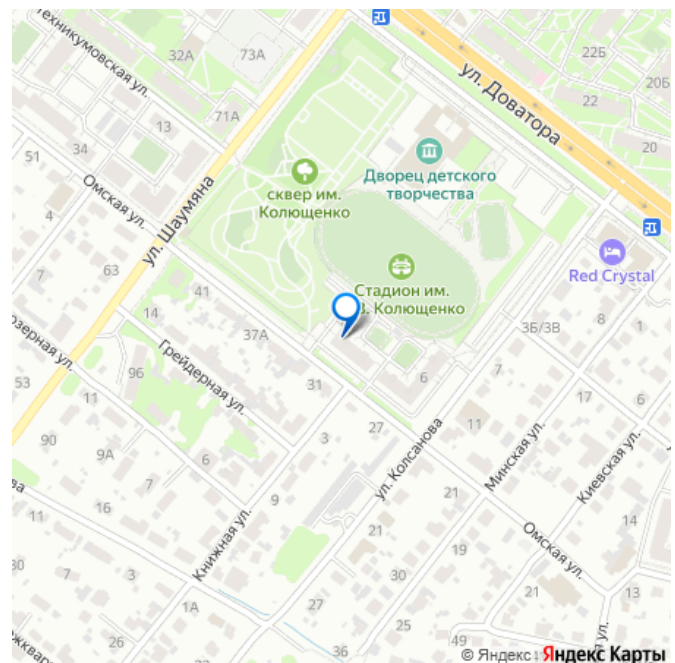 техникумовская ул.
32А
73А
71А
13
34
51
Омская ул.
ул. Шаумяна
ул. Доватора
22Б
20Б
22
20
Дворец детского
творчества
сквер им.
Колющенко
Стадион им.
В. Колющенко
Red Crystal
4
7
63
41
14
37А
31
Грейдерная ул.
озерная ул.
53
11
9Б
90
9А
7
6
16
11
3
9
27
6
7
3Б/3В
8
1
17
6
11
Минская ул.
Киевская ул.
ул. Колсанова
21
21
19
14
Омская ул.
13
Книжная ул.
30
27
36
30
7
3
1А
26
ва
ул.
© Яндекс
Яндекс Карты